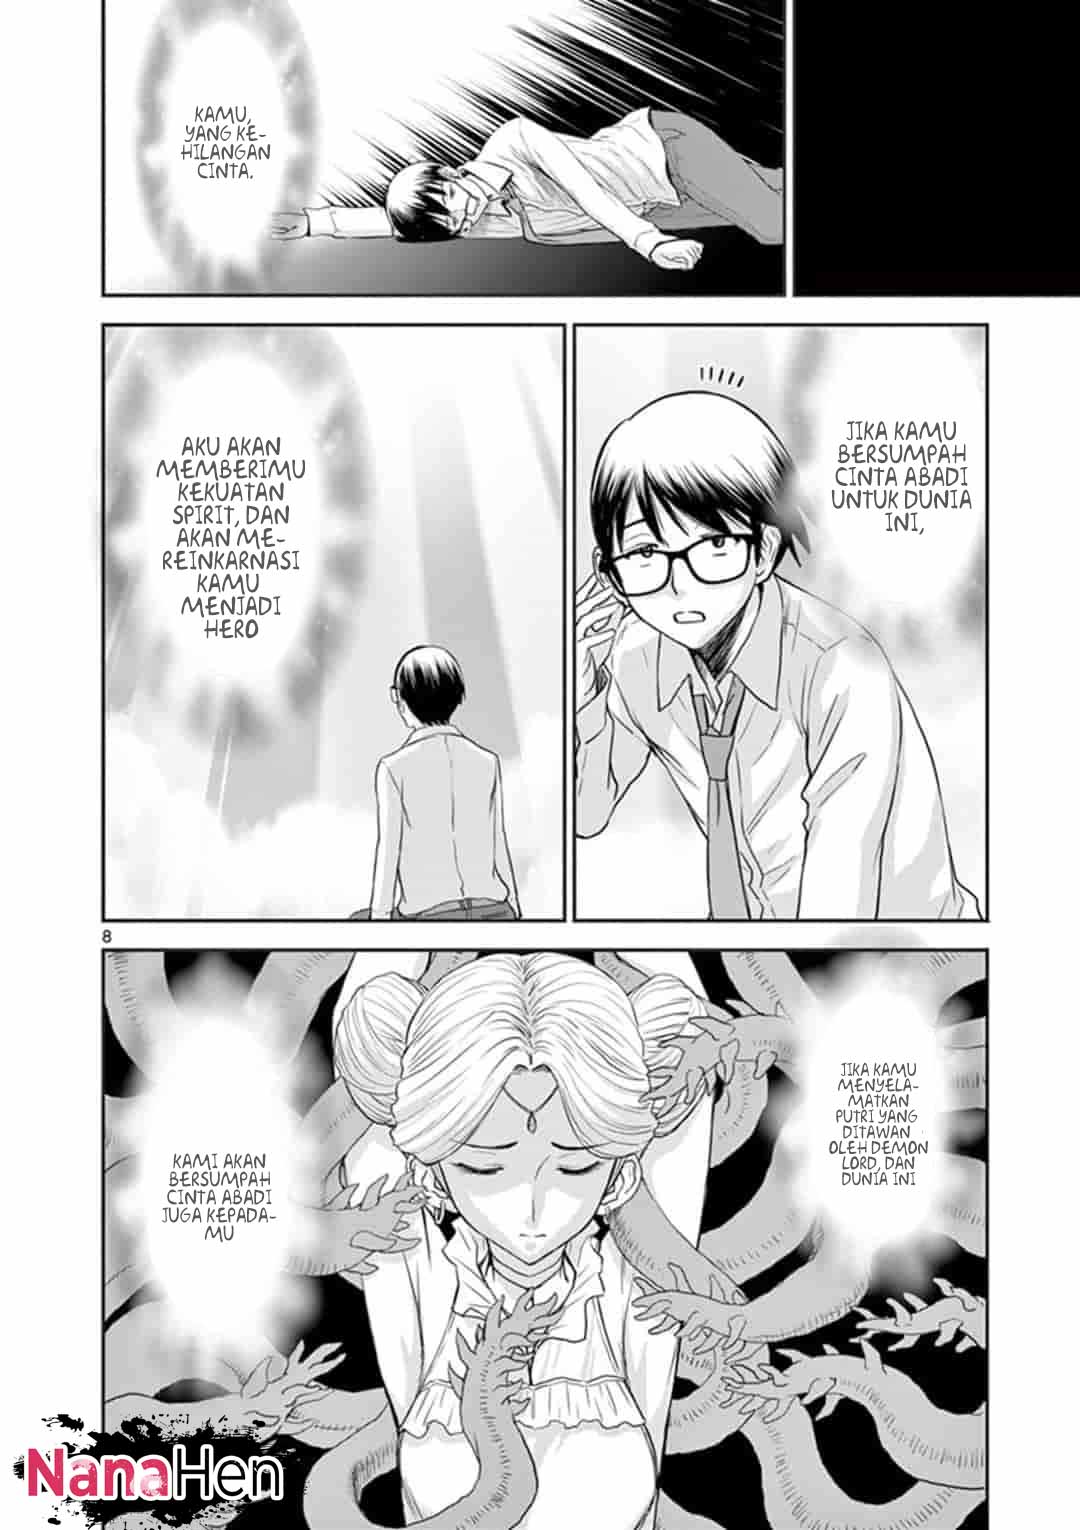 KAMU,
YANG KE-
HILANGAN
CINTA.
JIKA KAMU
BERSUMPAH
CINTA ABADI
UNTUK DUNIA
INI,
AKU AKAN
MEMBERIMU
KEKUATAN
SPIRIT, DAN
AKAN ME-
REINKARNASI
KAMU
MENJADI
HERO
8
JIKA KAMU
MENYELA-
MATKAN
PUTRI YANG
DITAWAN
OLEH DEMON
LORD, DAN
DUNIA INI
KAMI AKAN
BERSUMPAH
CINTA ABADI
JUGA KEPADA-
MU
NanaHen